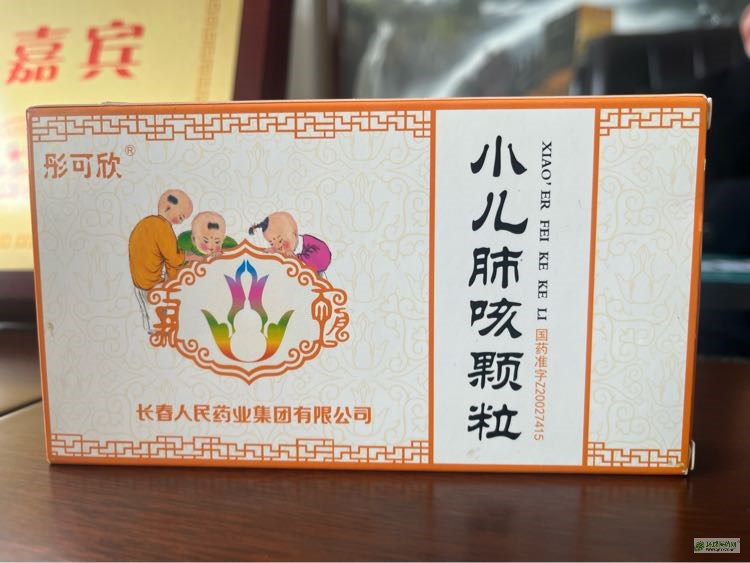 嘉宾
彤可欣®
长春人民药业集团有限公司
小儿肺咳颗粒
XIAO'ER FEI KE KE LI
国药准字Z20027415